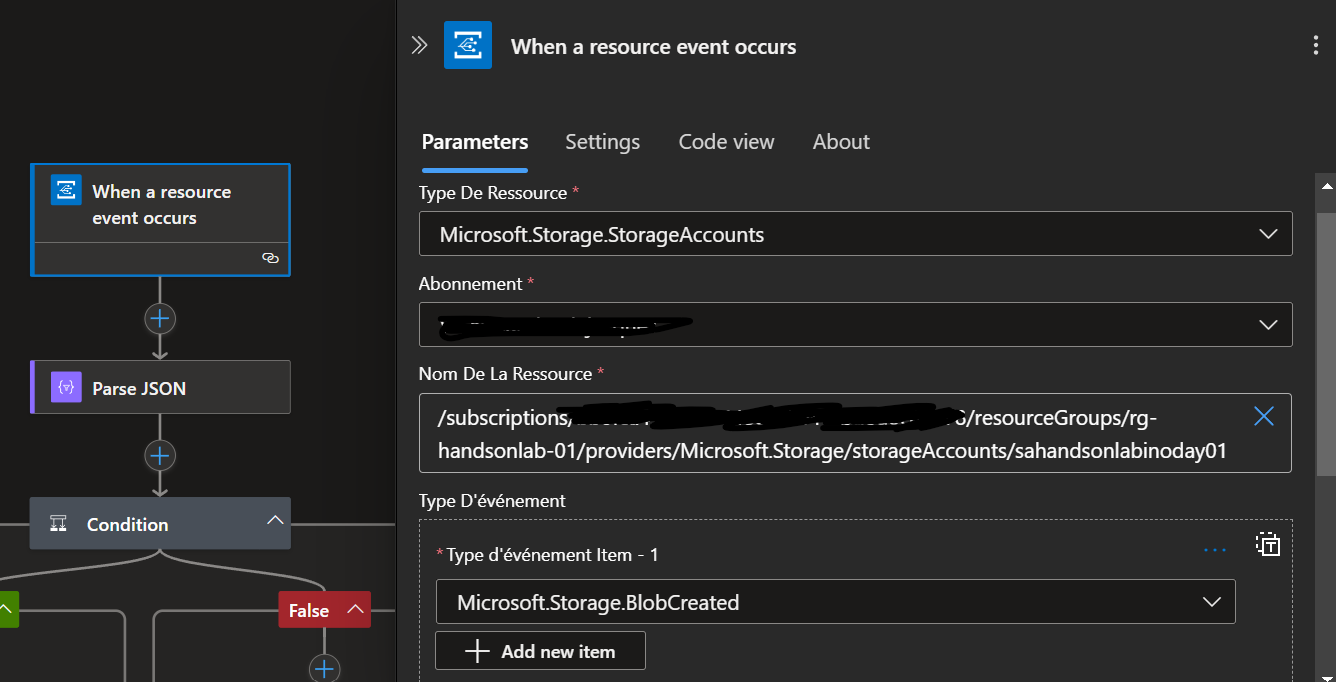 When a resource event occurs
Parameters
Settings
Code view
About
When a resource
event occurs
Parse JSON
Condition
False
Type De Ressource *
Microsoft.Storage.StorageAccounts
Abonnement *
Nom De La Ressource *
/subscriptions/ /resourceGroups/rg-
handsonlab-01/providers/Microsoft.Storage/storageAccounts/sahandsonlabinoday01
Type D'événement
* Type d'événement Item - 1
Microsoft.Storage.BlobCreated
Add new item